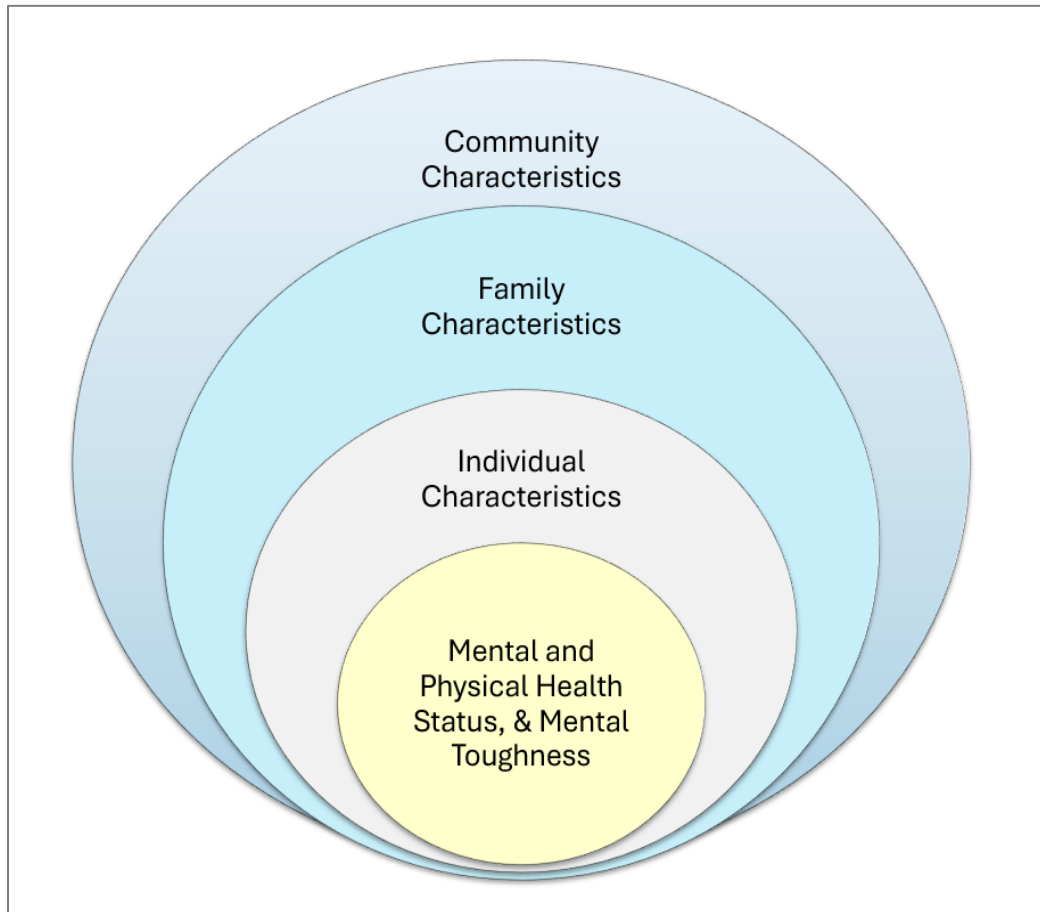 Community
Characteristics
Family
Characteristics
Individual
Characteristics
Mental and
Physical Health
Status, & Mental
Toughness